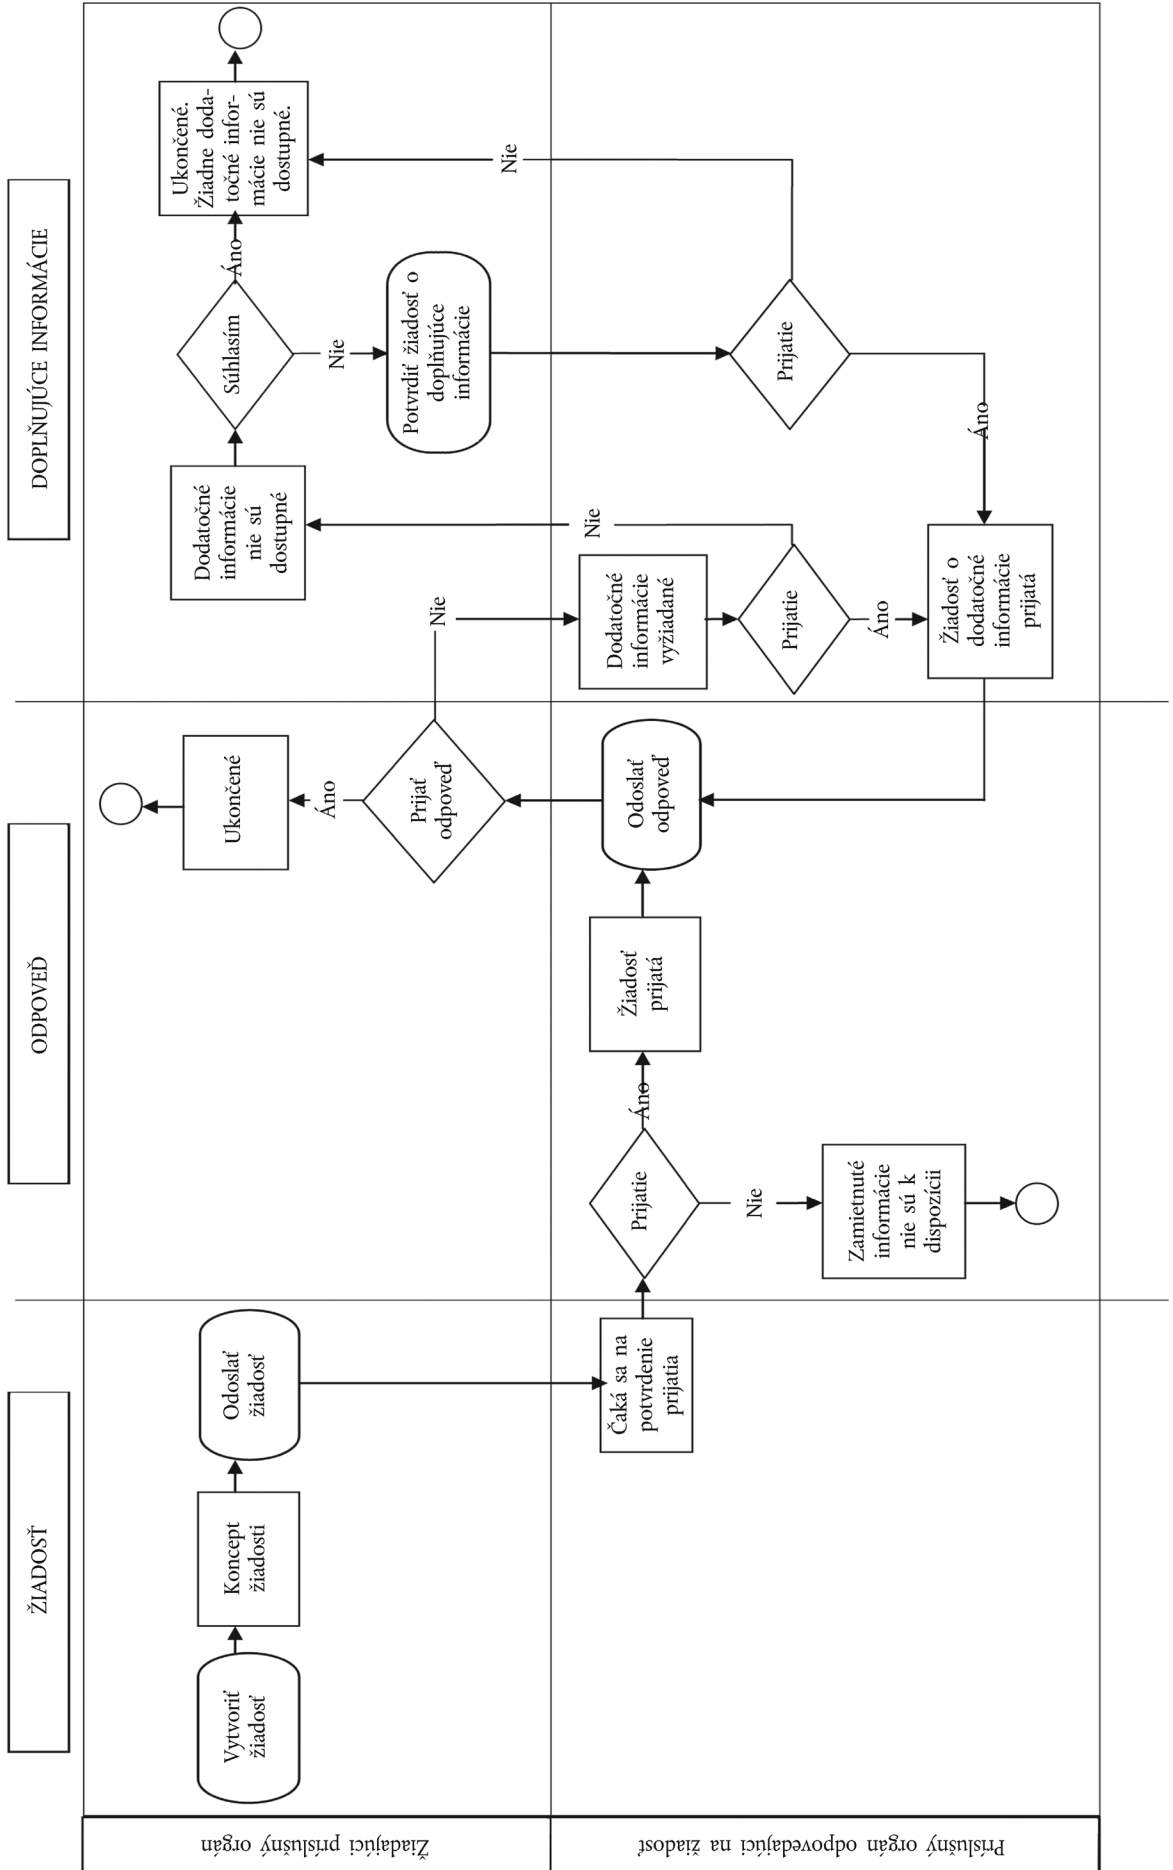 ŽIADOSŤ
ODPOVEĎ
DOPLŇUJÚCE INFORMÁCIE
Žiadajúci príslušný orgán
Vytvoriť
žiadosť
Koncept
žiadosti
Odoslať
žiadosť
Ukončené
Áno
Prijať
odpoveď
Nie
Dodatočné
informácie
nie sú
dostupné
Súhlasím
Áno
Nie
Ukončené.
Žiadne doda-
točné infor-
mácie nie sú
dostupné.
Potvrdiť žiadosť o
doplňujúce
informácie
Nie
Nie
Príslušný orgán odpovedajúci na žiadosť
Čaká sa na
potvrdenie
prijatia
Prijatie
Áno
Nie
Zamietnuté
informácie
nie sú k
dispozícii
Žiadosť
prijatá
Odoslať
odpoveď
Dodatočné
informácie
vyžiadané
Prijatie
Áno
Žiadosť o
dodatočné
informácie
prijatá
Prijatie
Áno